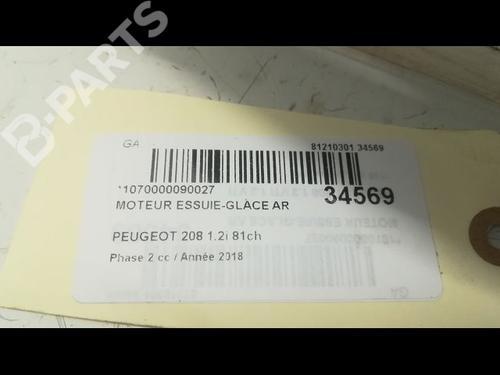 B-PARTS
GA
81210301 34569
*1070000090027
34569
MOTEUR ESSUIE-GLACE AR
PEUGEOT 208 1.2i 81ch
Phase 2 cc / Année 2018